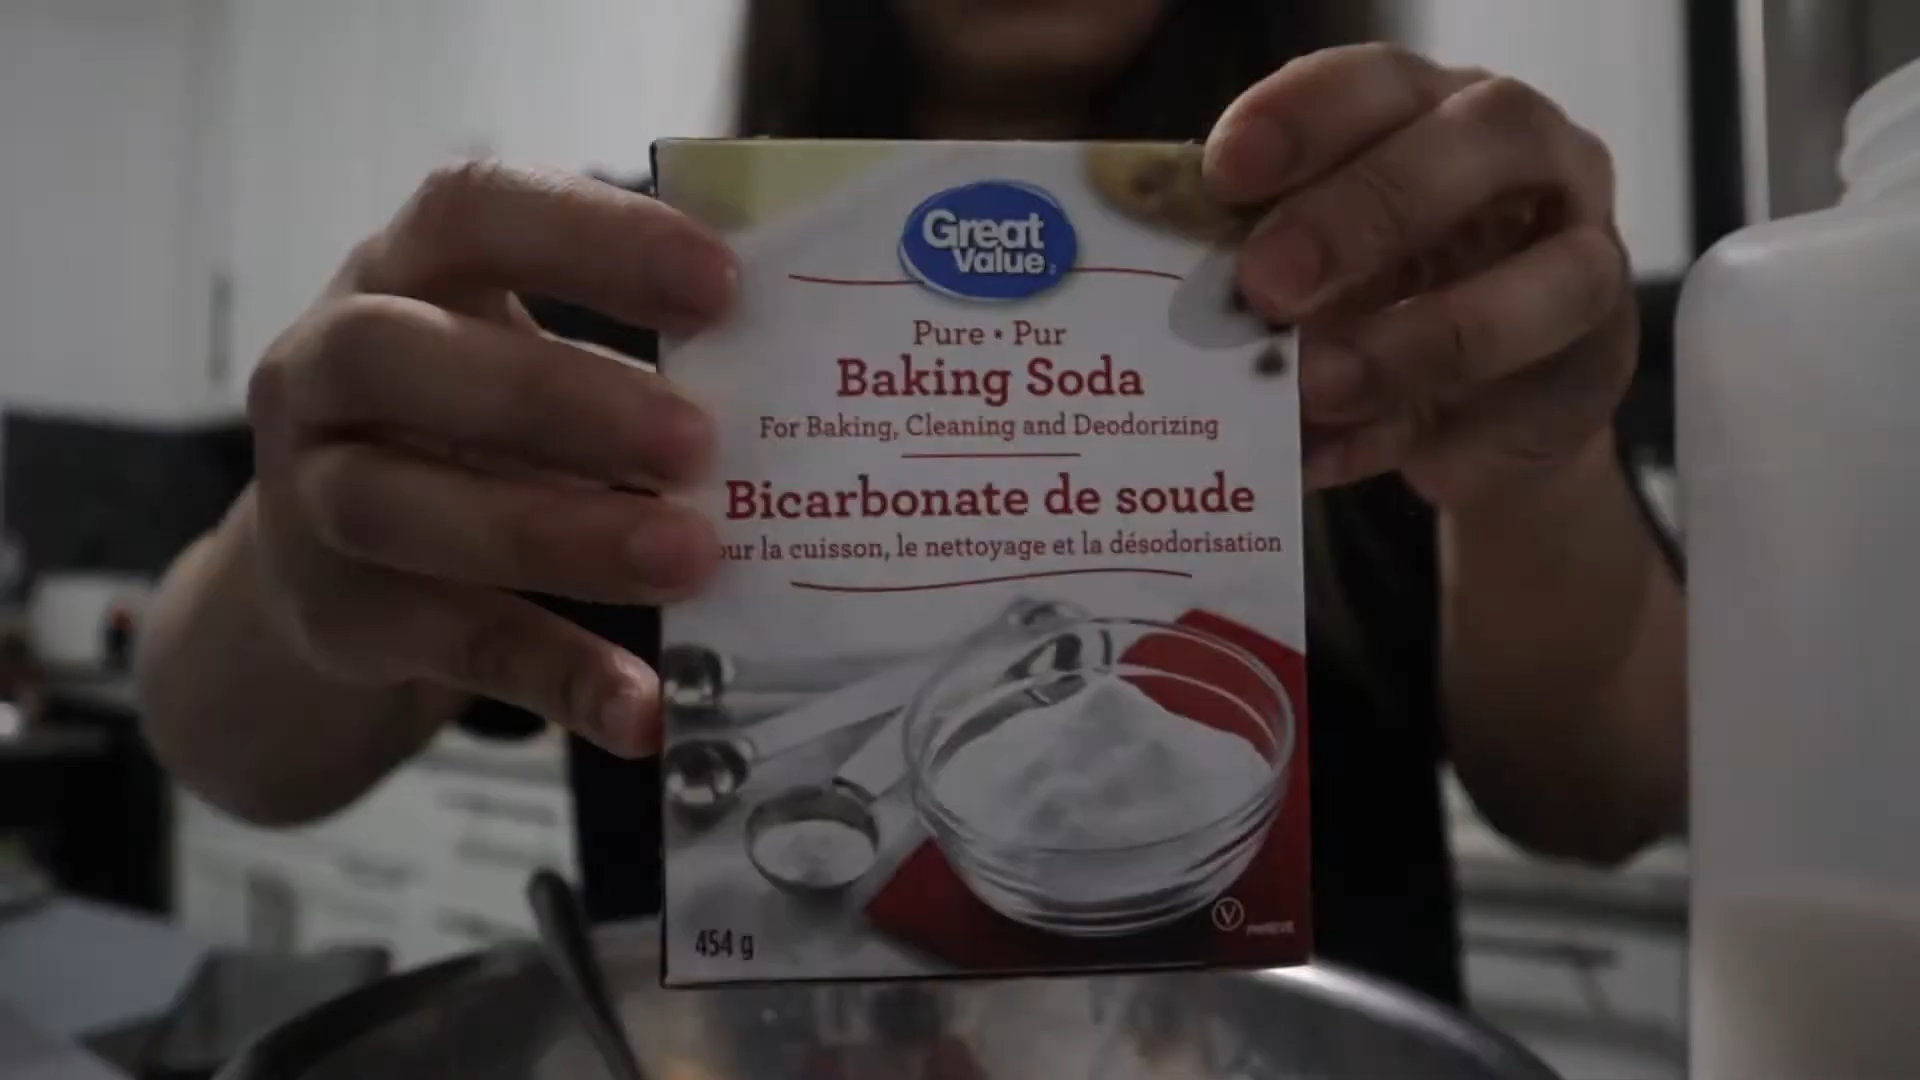 Great
Value
Pure • Pur
Baking Soda
For Baking, Cleaning and Deodorizing
Bicarbonate de soude
la cuisson, le nettoyage et la désodorisation
454 g
V